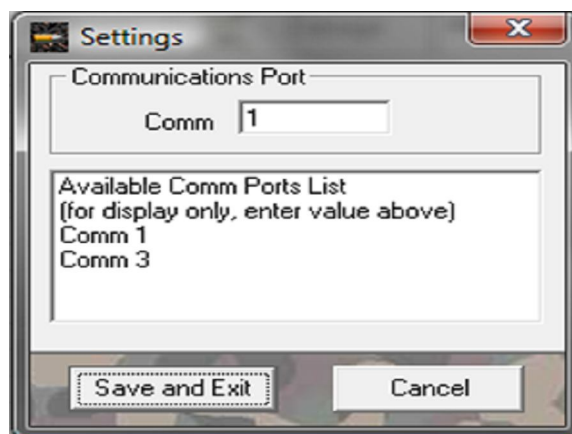 Settings
Communications Port
Comm 1
Available Comm Ports List
(for display only, enter value above)
Comm 1
Comm 3
Save and Exit
Cancel